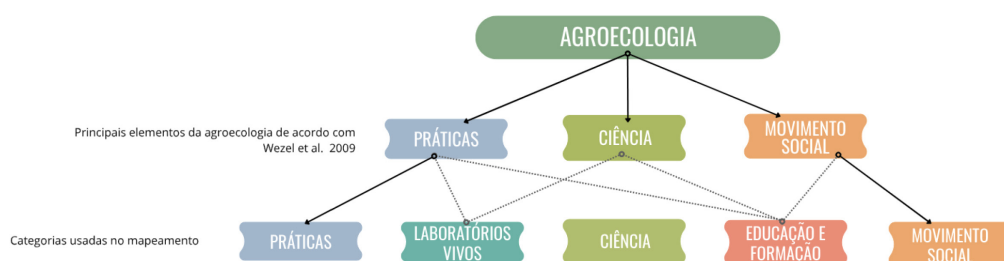 AGROECOLOGIA
Principais elementos da agroecologia de acordo com
Wezel et al. 2009
PRÁTICAS
CIÊNCIA
MOVIMENTO
SOCIAL
Categorias usadas no mapeamento
PRÁTICAS
LABORATÓRIOS
VIVOS
CIÊNCIA
EDUCAÇÃO E
FORMAÇÃO
MOVIMENTO
SOCIAL